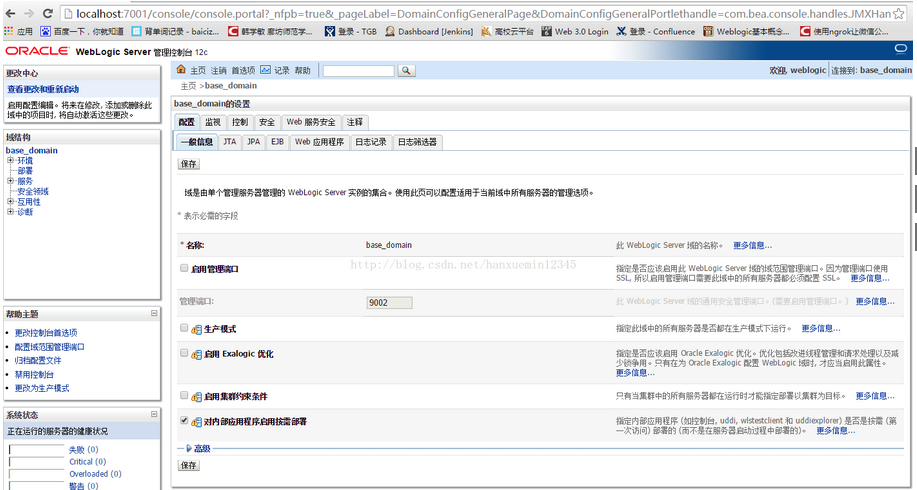 localhost:7001/console/console.portal?_nfpb=true&_pageLabel=DomainConfigGeneralPage&DomainConfigGeneralPortlethandle=com.bea.console.handles.JMXHan
应用 百度一下，你就知道 背单词记录 - baiciz... 韩孝敏 廊坊师范学... 登录 - TGB Dashboard [Jenkins] 高校云平台 Web 3.0 Login 登录 - Confluence Weblogic基本概念... 使用ngrok让微信公...
ORACLE WebLogic Server 管理控制台 12c
更改中心
查看更改和重新启动
启用配置编辑。将来在修改, 添加或删除此域中的项目时, 将自动激活这些更改。
域结构
base_domain
环境
部署
服务
安全领域
互用性
诊断
帮助主题
更改控制台首选项
配置域范围管理端口
归档配置文件
禁用控制台
更改为生产模式
系统状态
正在运行的服务器的健康状况
失败 (0)
Critical (0)
Overloaded (0)
警告 (0)
主页 注销 首选项 记录 帮助
欢迎, weblogic 连接到: base_domain
主页 >base_domain
base_domain的设置
配置 监视 控制 安全 Web 服务安全 注释
一般信息 JTA JPA EJB Web 应用程序 日志记录 日志筛选器
保存
域是由单个管理服务器管理的 WebLogic Server 实例的集合。使用此页可以配置适用于当前域中所有服务器的管理选项。
* 表示必需的字段
* 名称: base_domain 此 WebLogic Server 域的名称。 更多信息...
http://blog.csdn.net/hanxuemin12345
启用管理端口 指定是否应该启用此 WebLogic Server 域的域范围管理端口。因为管理端口使用 SSL, 所以启用管理端口需要此域中的所有服务器都必须配置 SSL。 更多信息...
管理端口: 9002 此 WebLogic Server 域的通用安全管理端口。(需要启用管理端口。) 更多信息...
生产模式 指定此域中的所有服务器是否都在生产模式下运行。 更多信息...
启用 Exalogic 优化 指定是否应该启用 Oracle Exalogic 优化。优化包括改进线程管理和请求处理以及减少锁争用。只有在为 Oracle Exalogic 配置 WebLogic 域时, 才应当启用此属性。 更多信息...
启用集群约束条件 只有当集群中的所有服务器都在运行时才能指定部署以集群为目标。 更多信息...
对内部应用程序启用按需部署 指定内部应用程序 (如控制台, uddi, wlstestclient 和 uddiexplorer) 是否是按需 (第一次访问) 部署的 (而不是在服务器启动过程中部署的)。 更多信息...
高级
保存